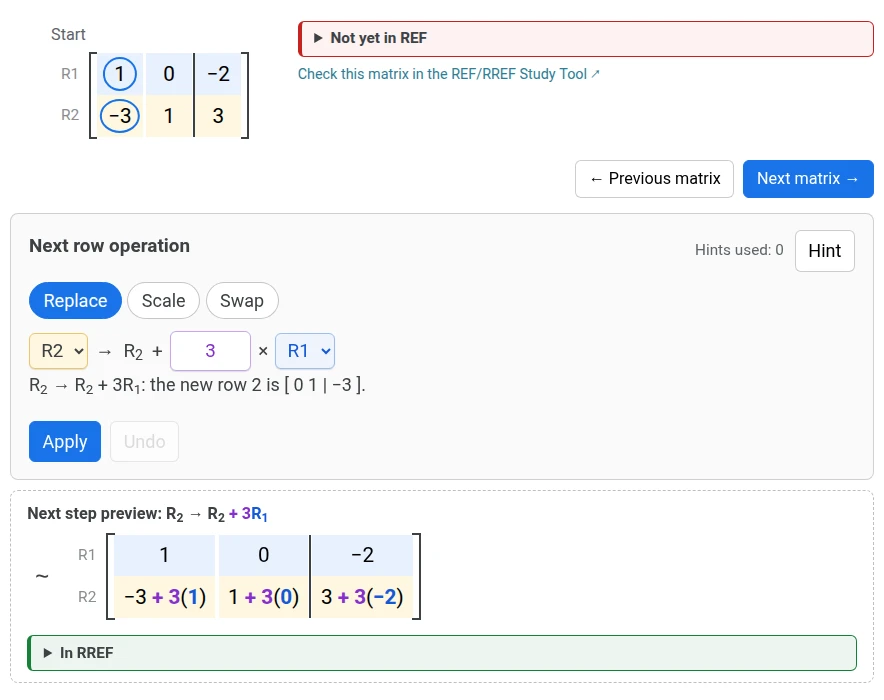 Start
▶ Not yet in REF
R1 1 0 −2
Check this matrix in the REF/RREF Study Tool ↗
R2 −3 1 3
← Previous matrix Next matrix →
Next row operation
Hints used: 0 Hint
Replace Scale Swap
R2 → R₂ + 3 × R1
R₂ → R₂ + 3R₁: the new row 2 is [ 0 1 | −3 ].
Apply Undo
Next step preview: R₂ → R₂ + 3R₁
R1 1 0 −2
~
R2 −3 + 3(1) 1 + 3(0) 3 + 3(−2)
▶ In RREF